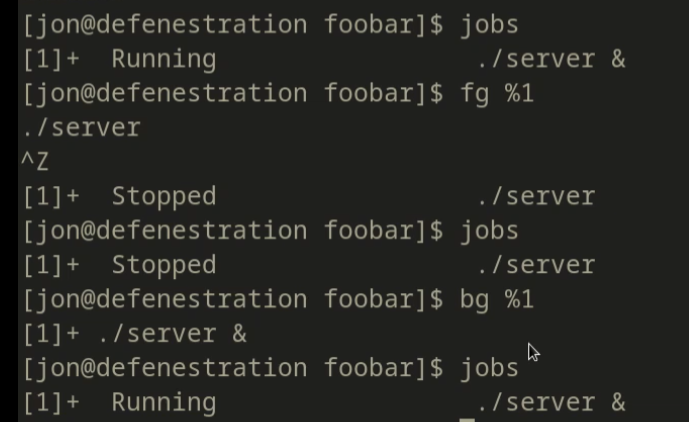 [jon@defenestration foobar]$ jobs
[1]+  Running                 ./server &
[jon@defenestration foobar]$ fg %1
./server
^Z
[1]+  Stopped                 ./server
[jon@defenestration foobar]$ jobs
[1]+  Stopped                 ./server
[jon@defenestration foobar]$ bg %1
[1]+ ./server &
[jon@defenestration foobar]$ jobs
[1]+  Running                 ./server &